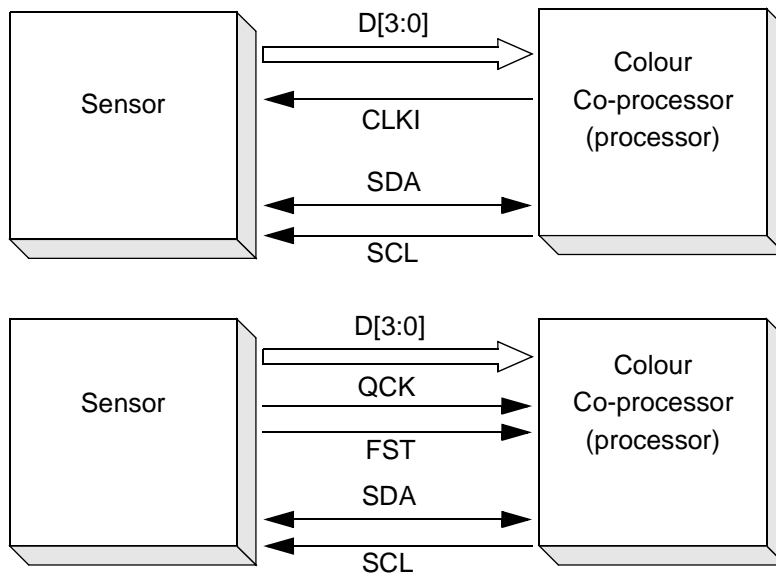 D[3:0]
Sensor
Colour
Co-processor
(processor)
CLKI
SDA
SCL
D[3:0]
Sensor
Colour
Co-processor
(processor)
QCK
FST
SDA
SCL